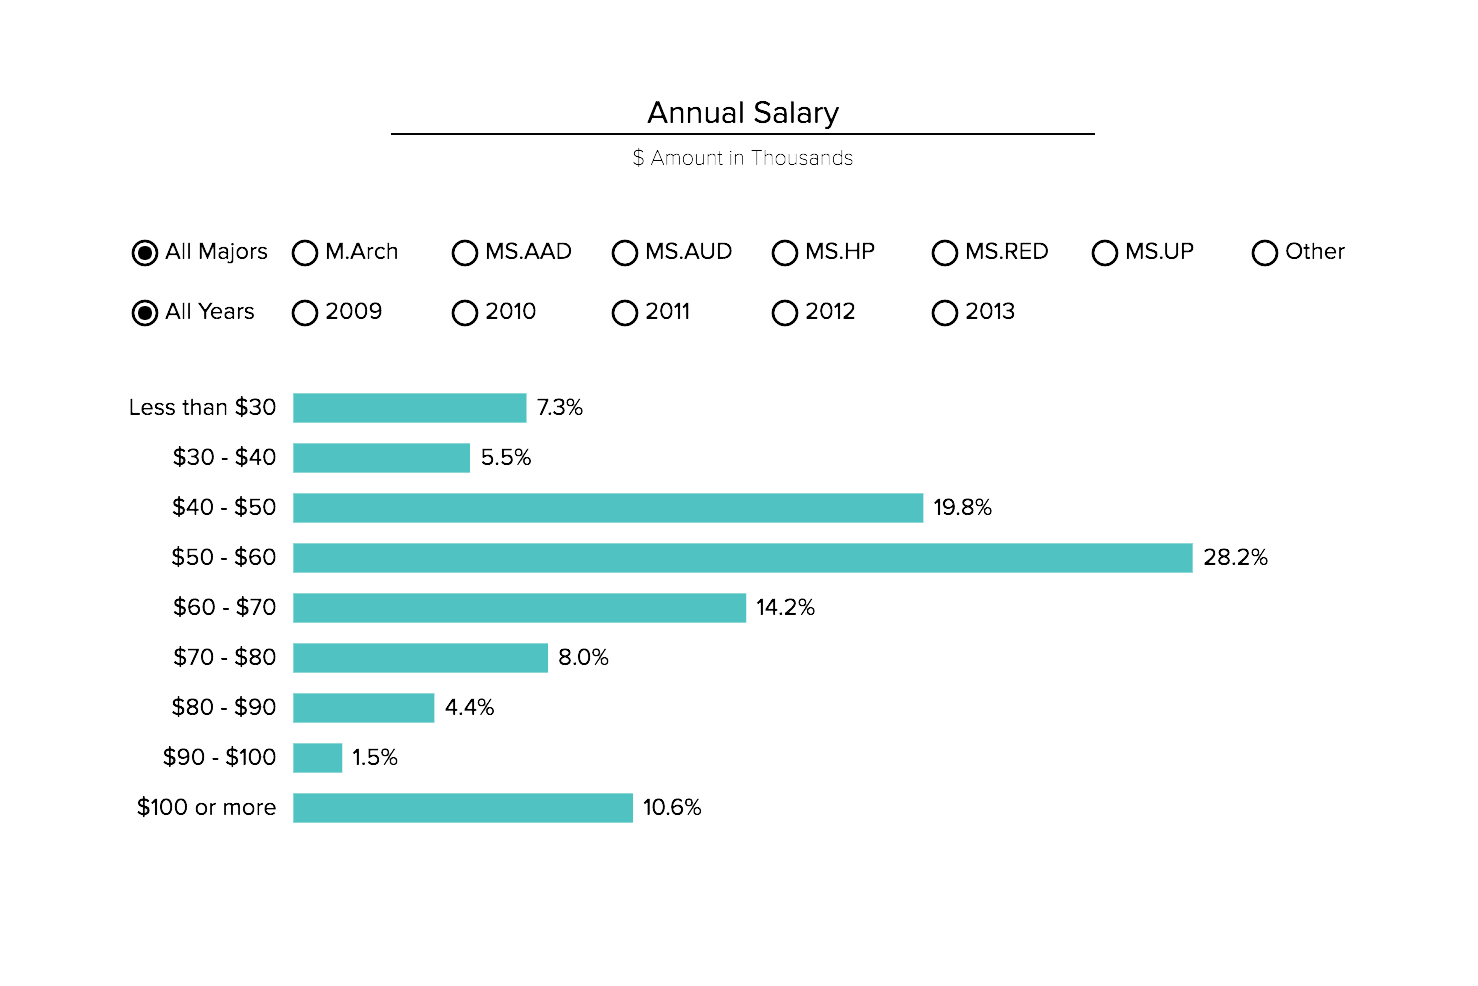 Annual Salary
$ Amount in Thousands
All Majors M.Arch MS.AAD MS.AUD MS.HP MS.RED MS.UP Other
All Years 2009 2010 2011 2012 2013
Less than $30 7.3%
$30 - $40 5.5%
$40 - $50 19.8%
$50 - $60 28.2%
$60 - $70 14.2%
$70 - $80 8.0%
$80 - $90 4.4%
$90 - $100 1.5%
$100 or more 10.6%